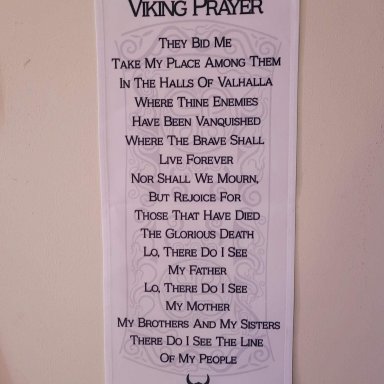 VIKING PRAYER
THEY BID ME
TAKE MY PLACE AMONG THEM
IN THE HALLS OF VALHALLA
WHERE THINE ENEMIES
HAVE BEEN VANQUISHED
WHERE THE BRAVE SHALL
LIVE FOREVER
NOR SHALL WE MOURN,
BUT REJOICE FOR
THOSE THAT HAVE DIED
THE GLORIOUS DEATH
LO, THERE DO I SEE
MY FATHER
LO, THERE DO I SEE
MY MOTHER
MY BROTHERS AND MY SISTERS
THERE DO I SEE THE LINE
OF MY PEOPLE